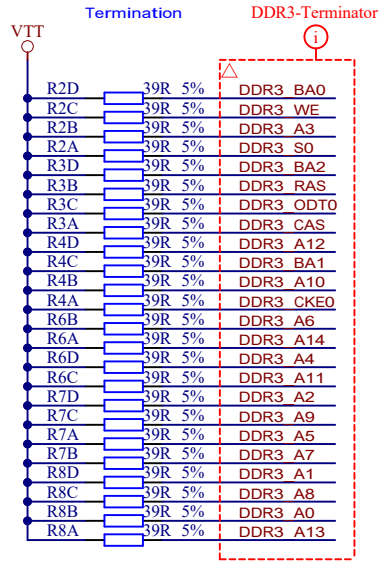 Termination DDR3-Terminator
VTT
i
R2D 39R 5% DDR3_BA0
R2C 39R 5% DDR3_WE
R2B 39R 5% DDR3_A3
R2A 39R 5% DDR3_S0
R3D 39R 5% DDR3_BA2
R3B 39R 5% DDR3_RAS
R3C 39R 5% DDR3_ODT0
R3A 39R 5% DDR3_CAS
R4D 39R 5% DDR3_A12
R4C 39R 5% DDR3_BA1
R4B 39R 5% DDR3_A10
R4A 39R 5% DDR3_CKE0
R6B 39R 5% DDR3_A6
R6A 39R 5% DDR3_A14
R6D 39R 5% DDR3_A4
R6C 39R 5% DDR3_A11
R7D 39R 5% DDR3_A2
R7C 39R 5% DDR3_A9
R7A 39R 5% DDR3_A5
R7B 39R 5% DDR3_A7
R8D 39R 5% DDR3_A1
R8C 39R 5% DDR3_A8
R8B 39R 5% DDR3_A0
R8A 39R 5% DDR3_A13